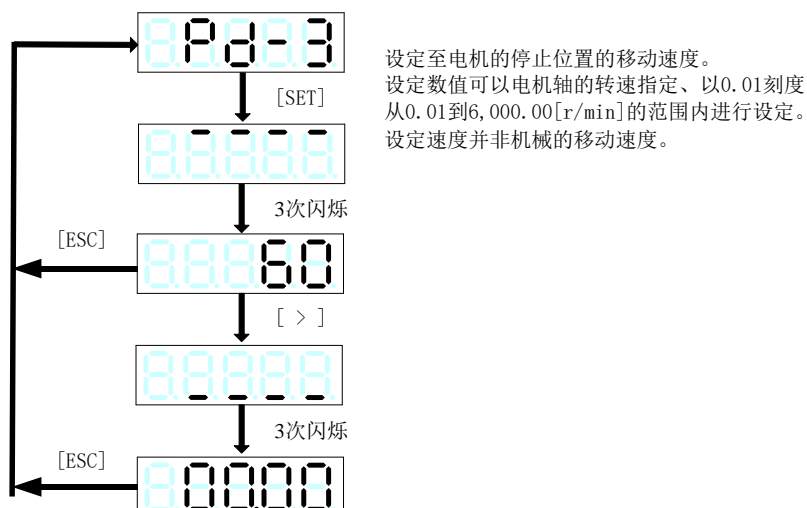 Pd-3
设定至电机的停止位置的移动速度。
设定数值可以电机轴的转速指定、以0.01刻度
从0.01到6,000.00[r/min]的范围内进行设定。
设定速度并非机械的移动速度。
[SET]
3次闪烁
[ESC]
60
[ > ]
3次闪烁
[ESC]
0000